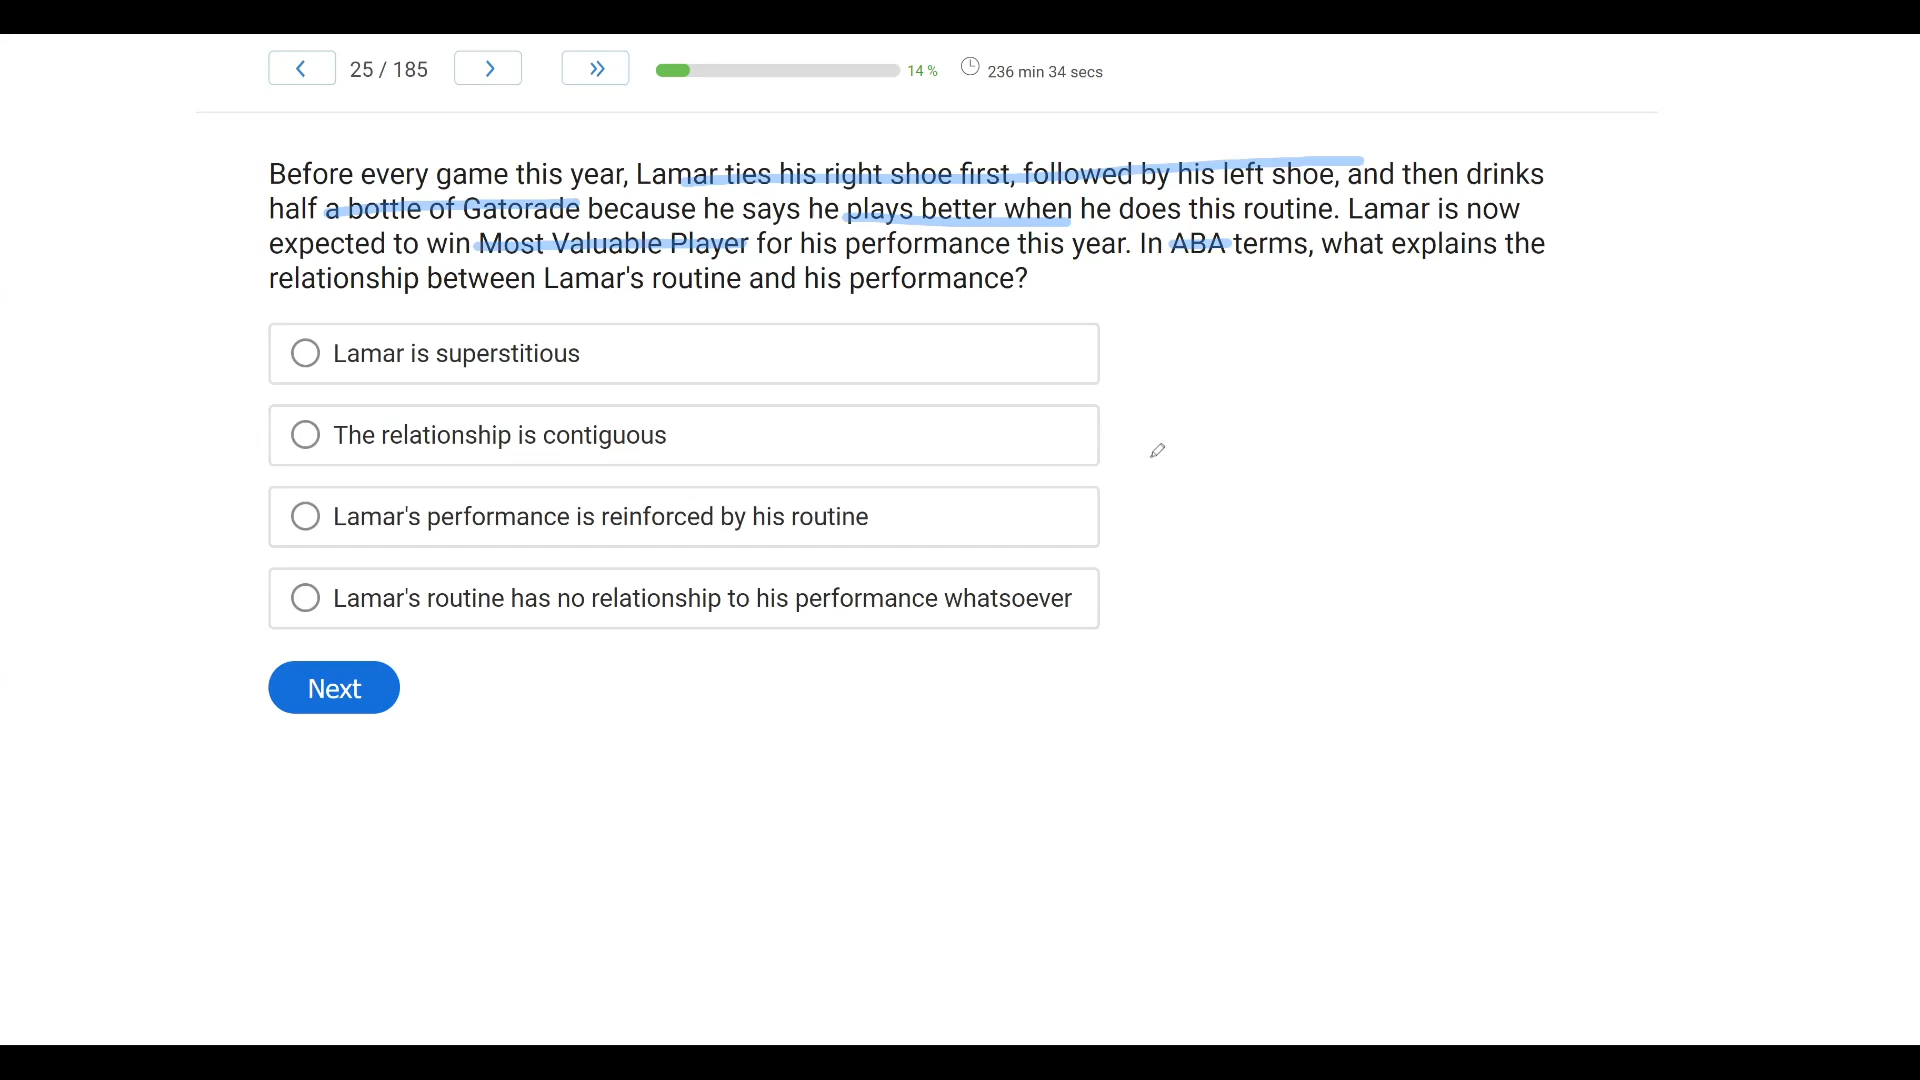 25 / 185
14 %
236 min 34 secs
Before every game this year, Lamar ties his right shoe first, followed by his left shoe, and then drinks
half a bottle of Gatorade because he says he plays better when he does this routine. Lamar is now
expected to win Most Valuable Player for his performance this year. In ABA terms, what explains the
relationship between Lamar's routine and his performance?
Lamar is superstitious
The relationship is contiguous
Lamar's performance is reinforced by his routine
Lamar's routine has no relationship to his performance whatsoever
Next